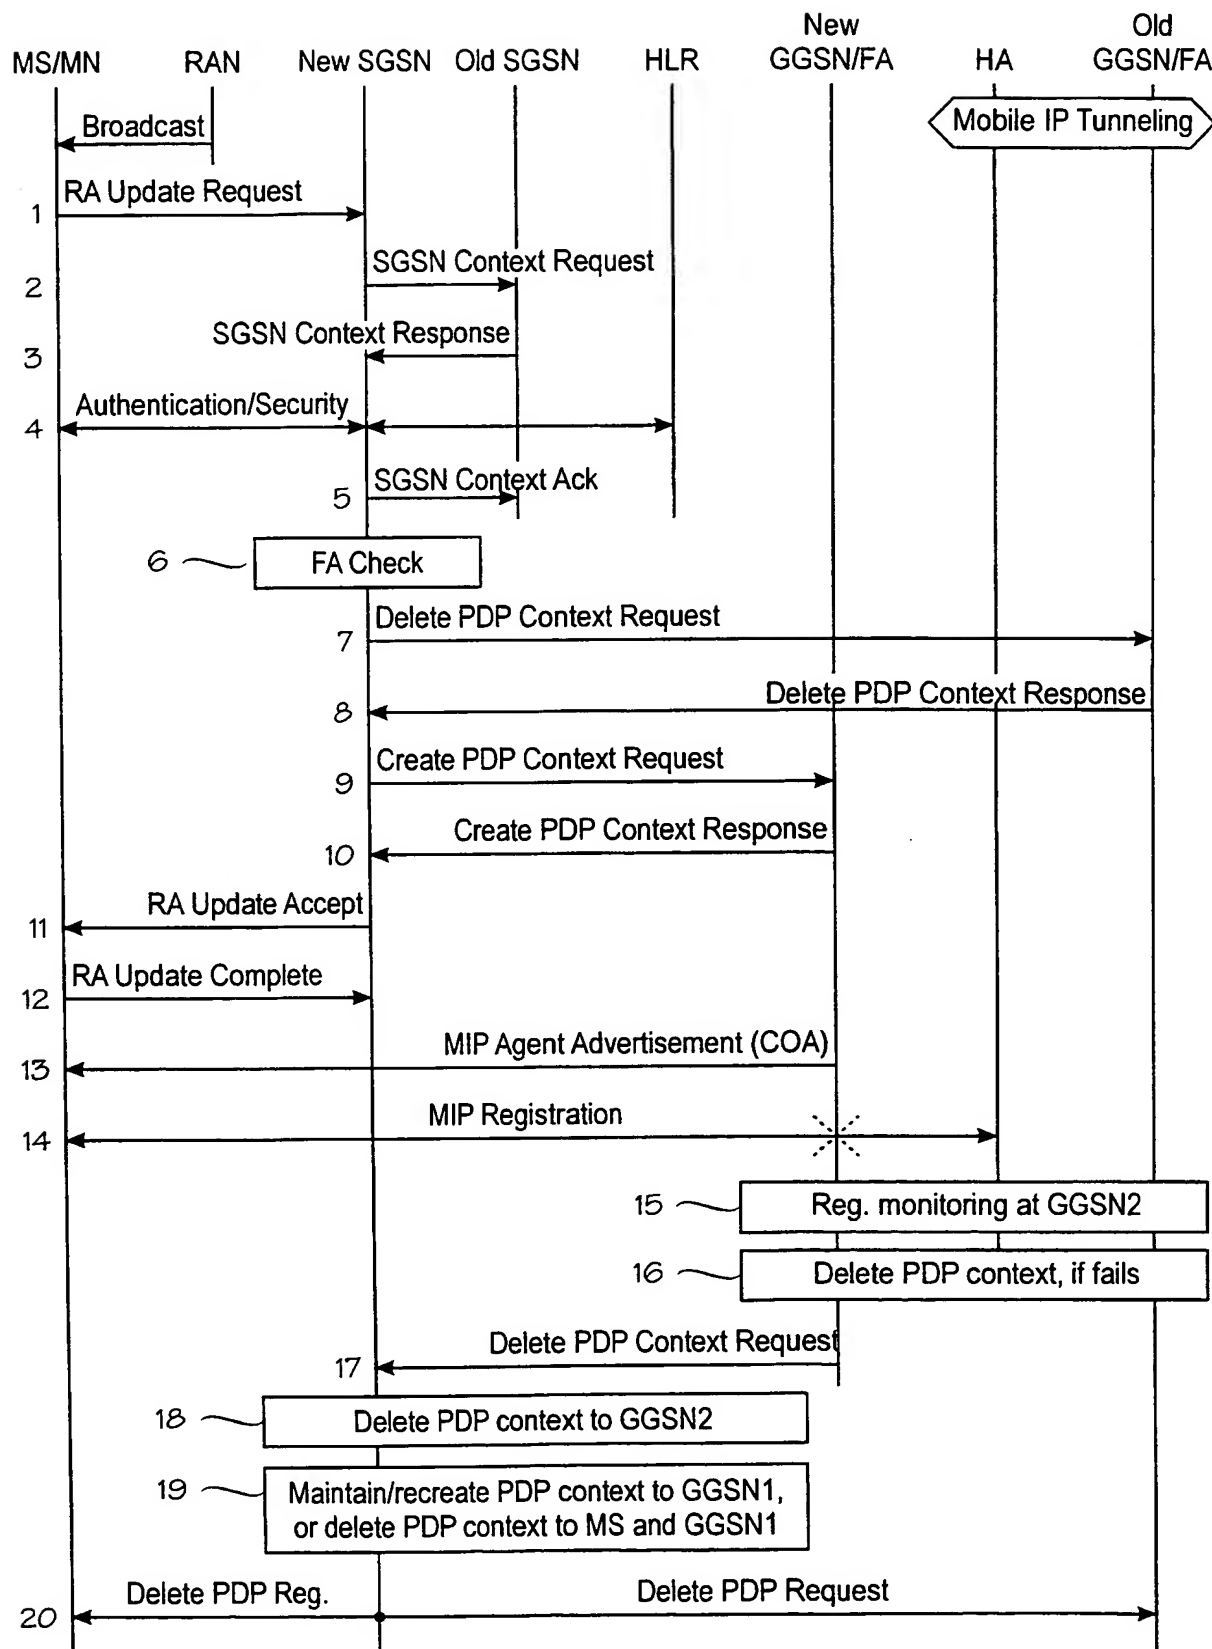 MS/MN RAN New SGSN Old SGSN HLR New GGSN/FA HA Old GGSN/FA
Mobile IP Tunneling
Broadcast
RA Update Request
1
SGSN Context Request
2
SGSN Context Response
3
Authentication/Security
4
SGSN Context Ack
5
6 FA Check
Delete PDP Context Request
7
Delete PDP Context Response
8
Create PDP Context Request
9
Create PDP Context Response
10
RA Update Accept
11
RA Update Complete
12
MIP Agent Advertisement (COA)
13
MIP Registration
14
15 Reg. monitoring at GGSN2
16 Delete PDP context, if fails
Delete PDP Context Request
17
18 Delete PDP context to GGSN2
19 Maintain/recreate PDP context to GGSN1,
or delete PDP context to MS and GGSN1
Delete PDP Reg. Delete PDP Request
20